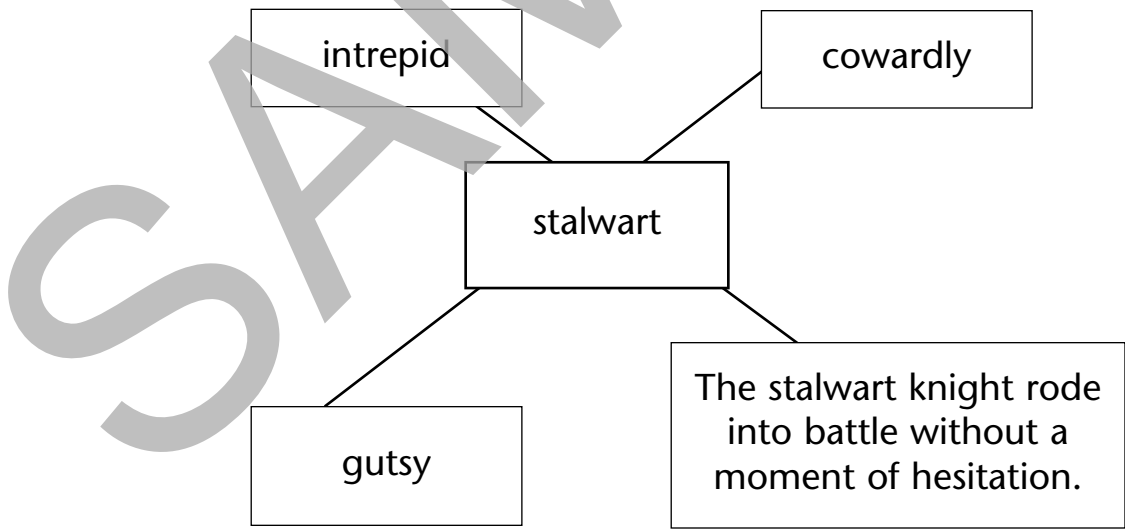 intrepid
cowardly
stalwart
gutsy
The stalwart knight rode
into battle without a
moment of hesitation.